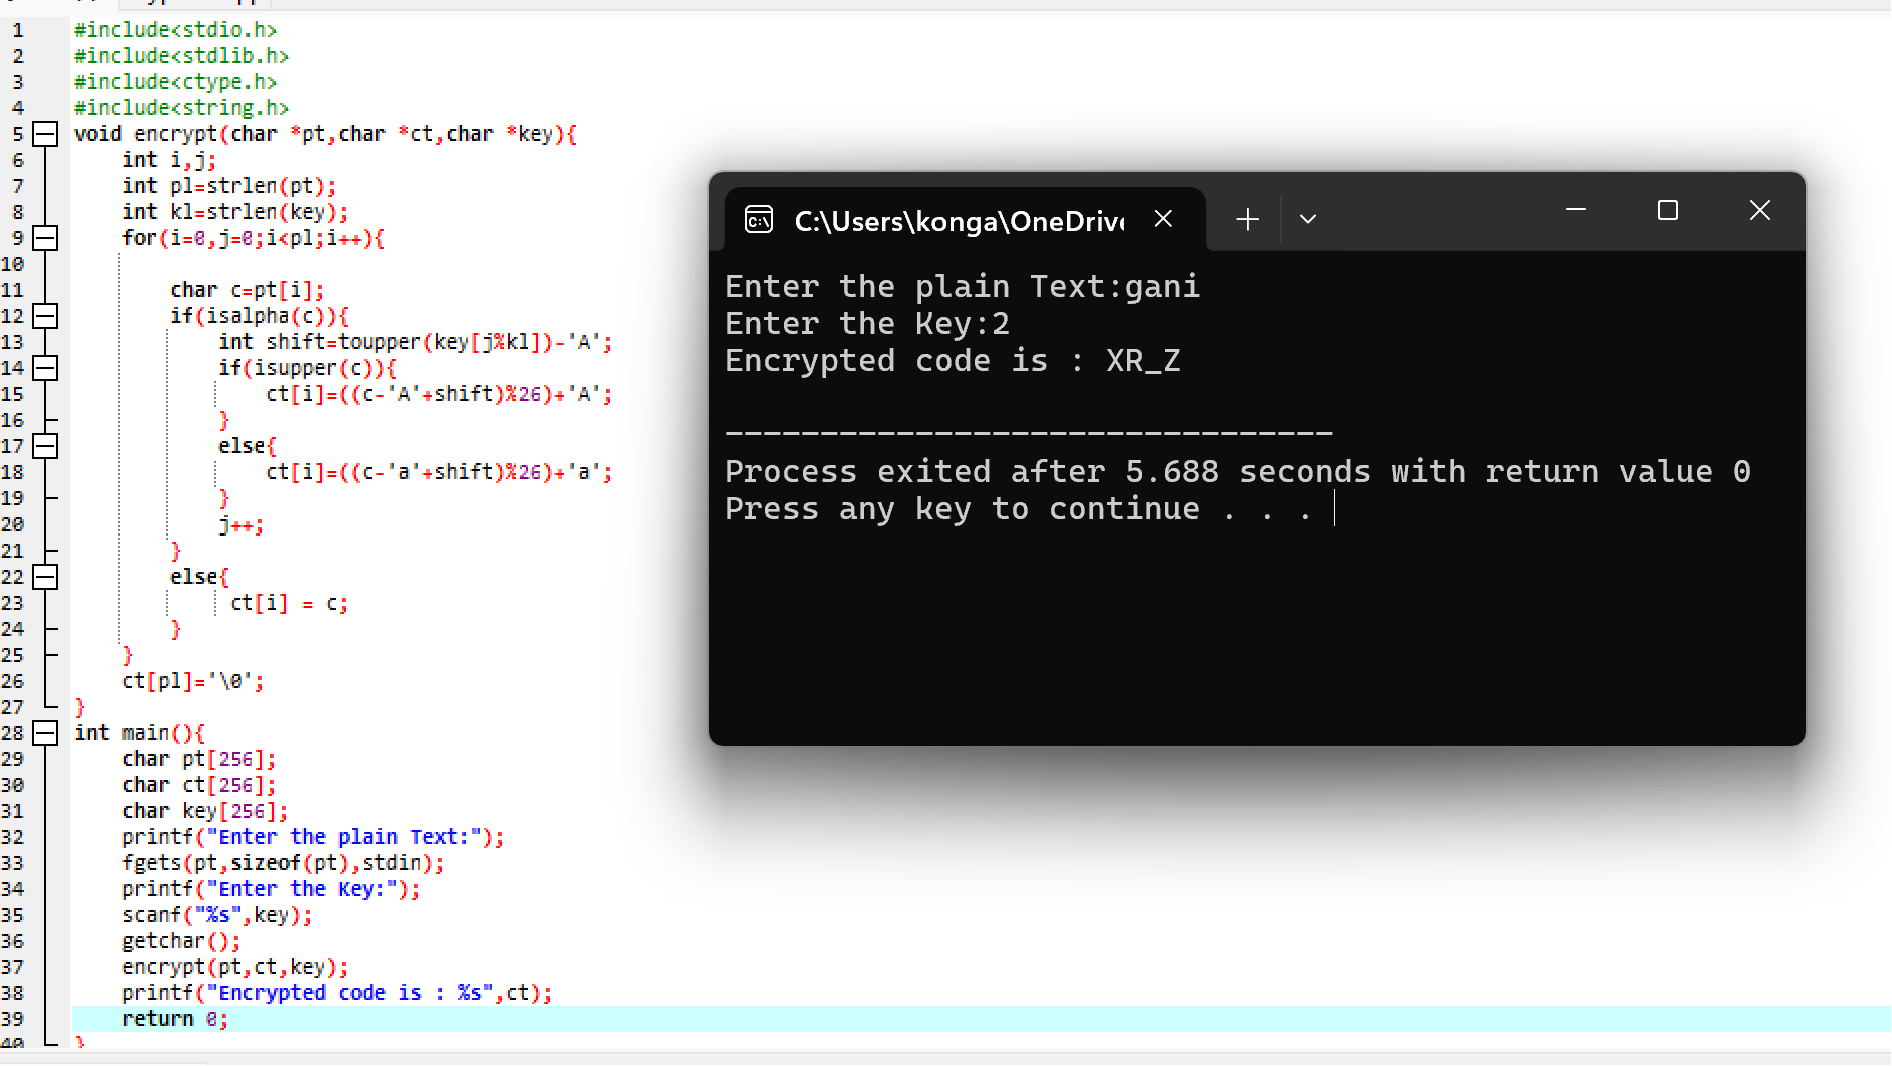 1 #include<stdio.h>
2 #include<stdlib.h>
3 #include<ctype.h>
4 #include<string.h>
5 void encrypt(char *pt,char *ct,char *key){
6 int i,j;
7 int pl=strlen(pt);
8 int kl=strlen(key);
9 for(i=0,j=0;i<pl;i++){
10
11 char c=pt[i];
12 if(isalpha(c)){
13 int shift=toupper(key[j%kl])-'A';
14 if(isupper(c)){
15 ct[i]=((c-'A'+shift)%26)+'A';
16 }
17 else{
18 ct[i]=((c-'a'+shift)%26)+'a';
19 }
20 j++;
21 }
22 else{
23 ct[i] = c;
24 }
25 }
26 ct[pl]='\0';
27 }
28 int main(){
29 char pt[256];
30 char ct[256];
31 char key[256];
32 printf("Enter the plain Text:");
33 fgets(pt,sizeof(pt),stdin);
34 printf("Enter the Key:");
35 scanf("%s",key);
36 getchar();
37 encrypt(pt,ct,key);
38 printf("Encrypted code is : %s",ct);
39 return 0;
40 }
C:\Users\konga\OneDrive
Enter the plain Text:gani
Enter the Key:2
Encrypted code is : XR_Z
--------------------------------
Process exited after 5.688 seconds with return value 0
Press any key to continue . . .